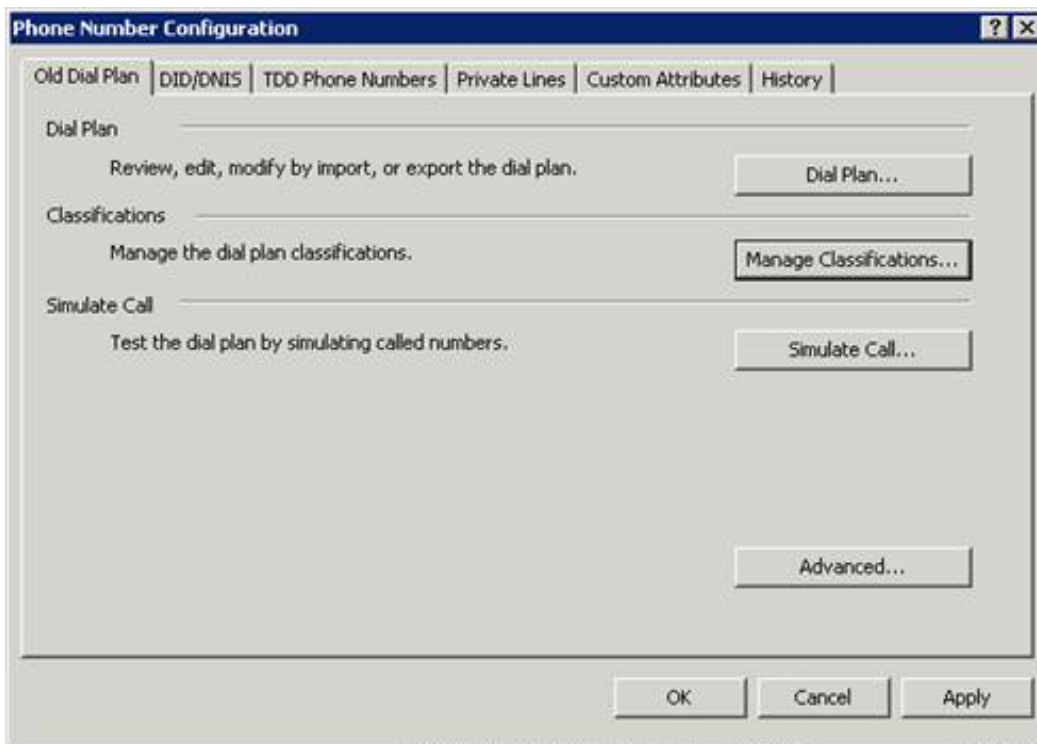 Phone Number Configuration
Old Dial Plan DID/DNIS TDD Phone Numbers Private Lines Custom Attributes History
Dial Plan
Review, edit, modify by import, or export the dial plan.
Dial Plan...
Classifications
Manage the dial plan classifications.
Manage Classifications...
Simulate Call
Test the dial plan by simulating called numbers.
Simulate Call...
Advanced...
OK Cancel Apply